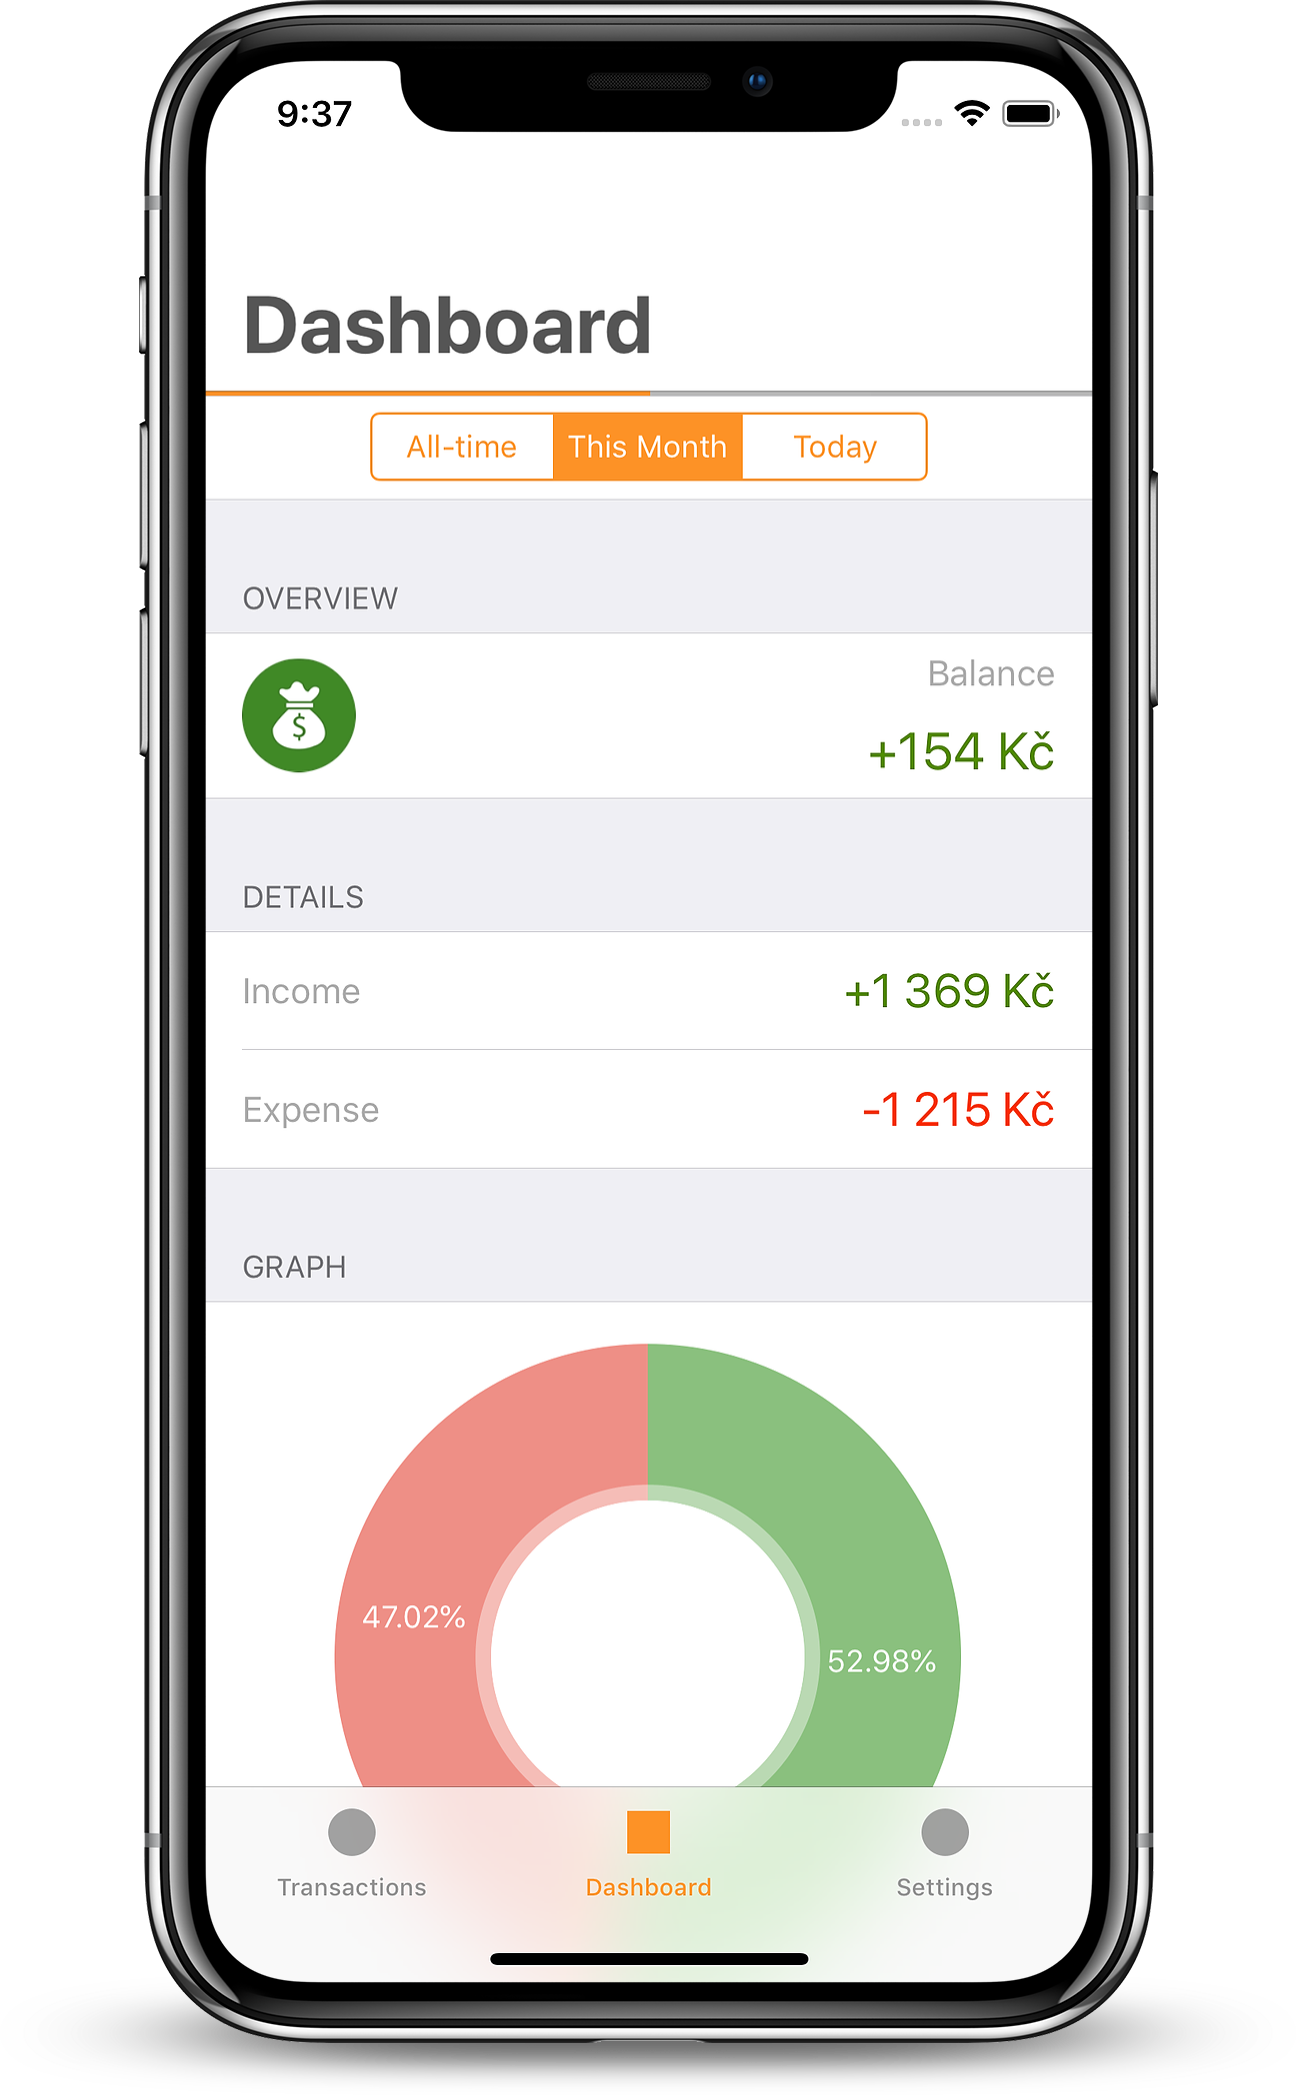 9:37
Dashboard
All-time This Month Today
OVERVIEW
Balance
$
+154 Kč
DETAILS
Income +1 369 Kč
Expense -1 215 Kč
GRAPH
47.02%
52.98%
Transactions Dashboard Settings